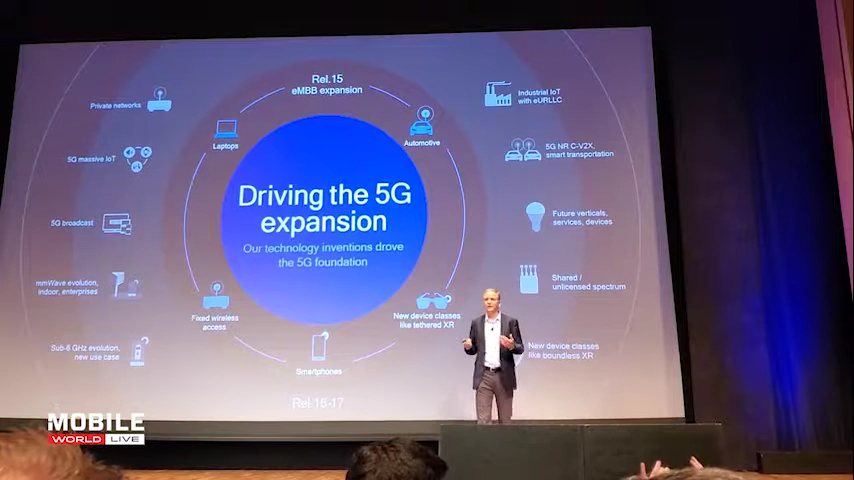 Rel.15
eMBB expansion
Private networks
Industrial IoT
with eURLLC
Laptops
Automotive
5G massive IoT
5G NR C-V2X,
smart transportation
Driving the 5G
expansion
Our technology inventions drove
the 5G foundation
5G broadcast
Future verticals,
services, devices
mmWave evolution,
indoor, enterprises
Shared /
unlicensed spectrum
Fixed wireless
access
New device classes
like tethered XR
Sub-6 GHz evolution,
new use case
Smartphones
New device classes
like boundless XR
Rel.16-17
MOBILE
WORLD LIVE